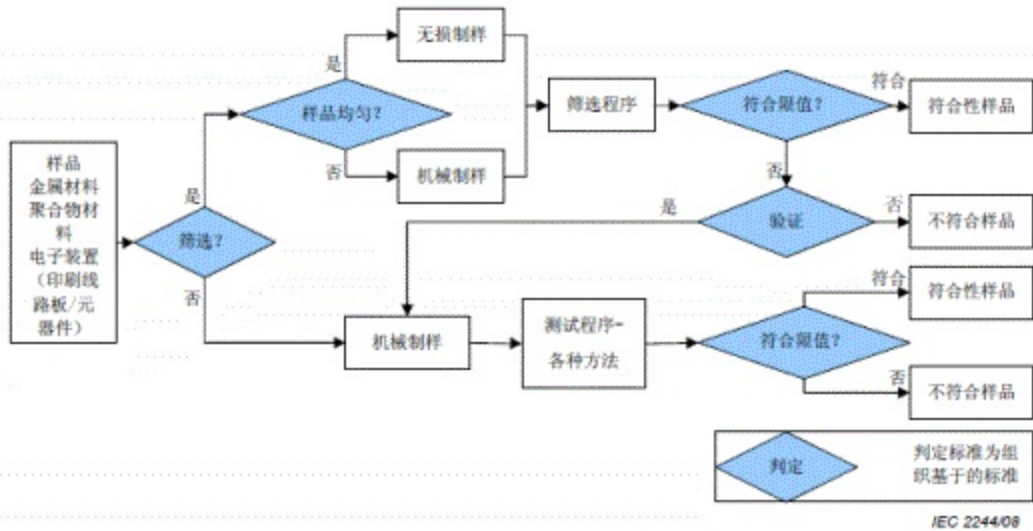 样品
金属材料
聚合物材
料
电子装置
（印刷线
路板/元
器件）
筛选？
是
否
样品均匀？
是
否
无损制样
机械制样
筛选程序
符合限值？
符合
符合性样品
否
验证
否
不符合样品
是
机械制样
测试程序-
各种方法
符合限值？
符合
符合性样品
否
不符合样品
判定
判定标准为组
织基于的标准
IEC 2244/08